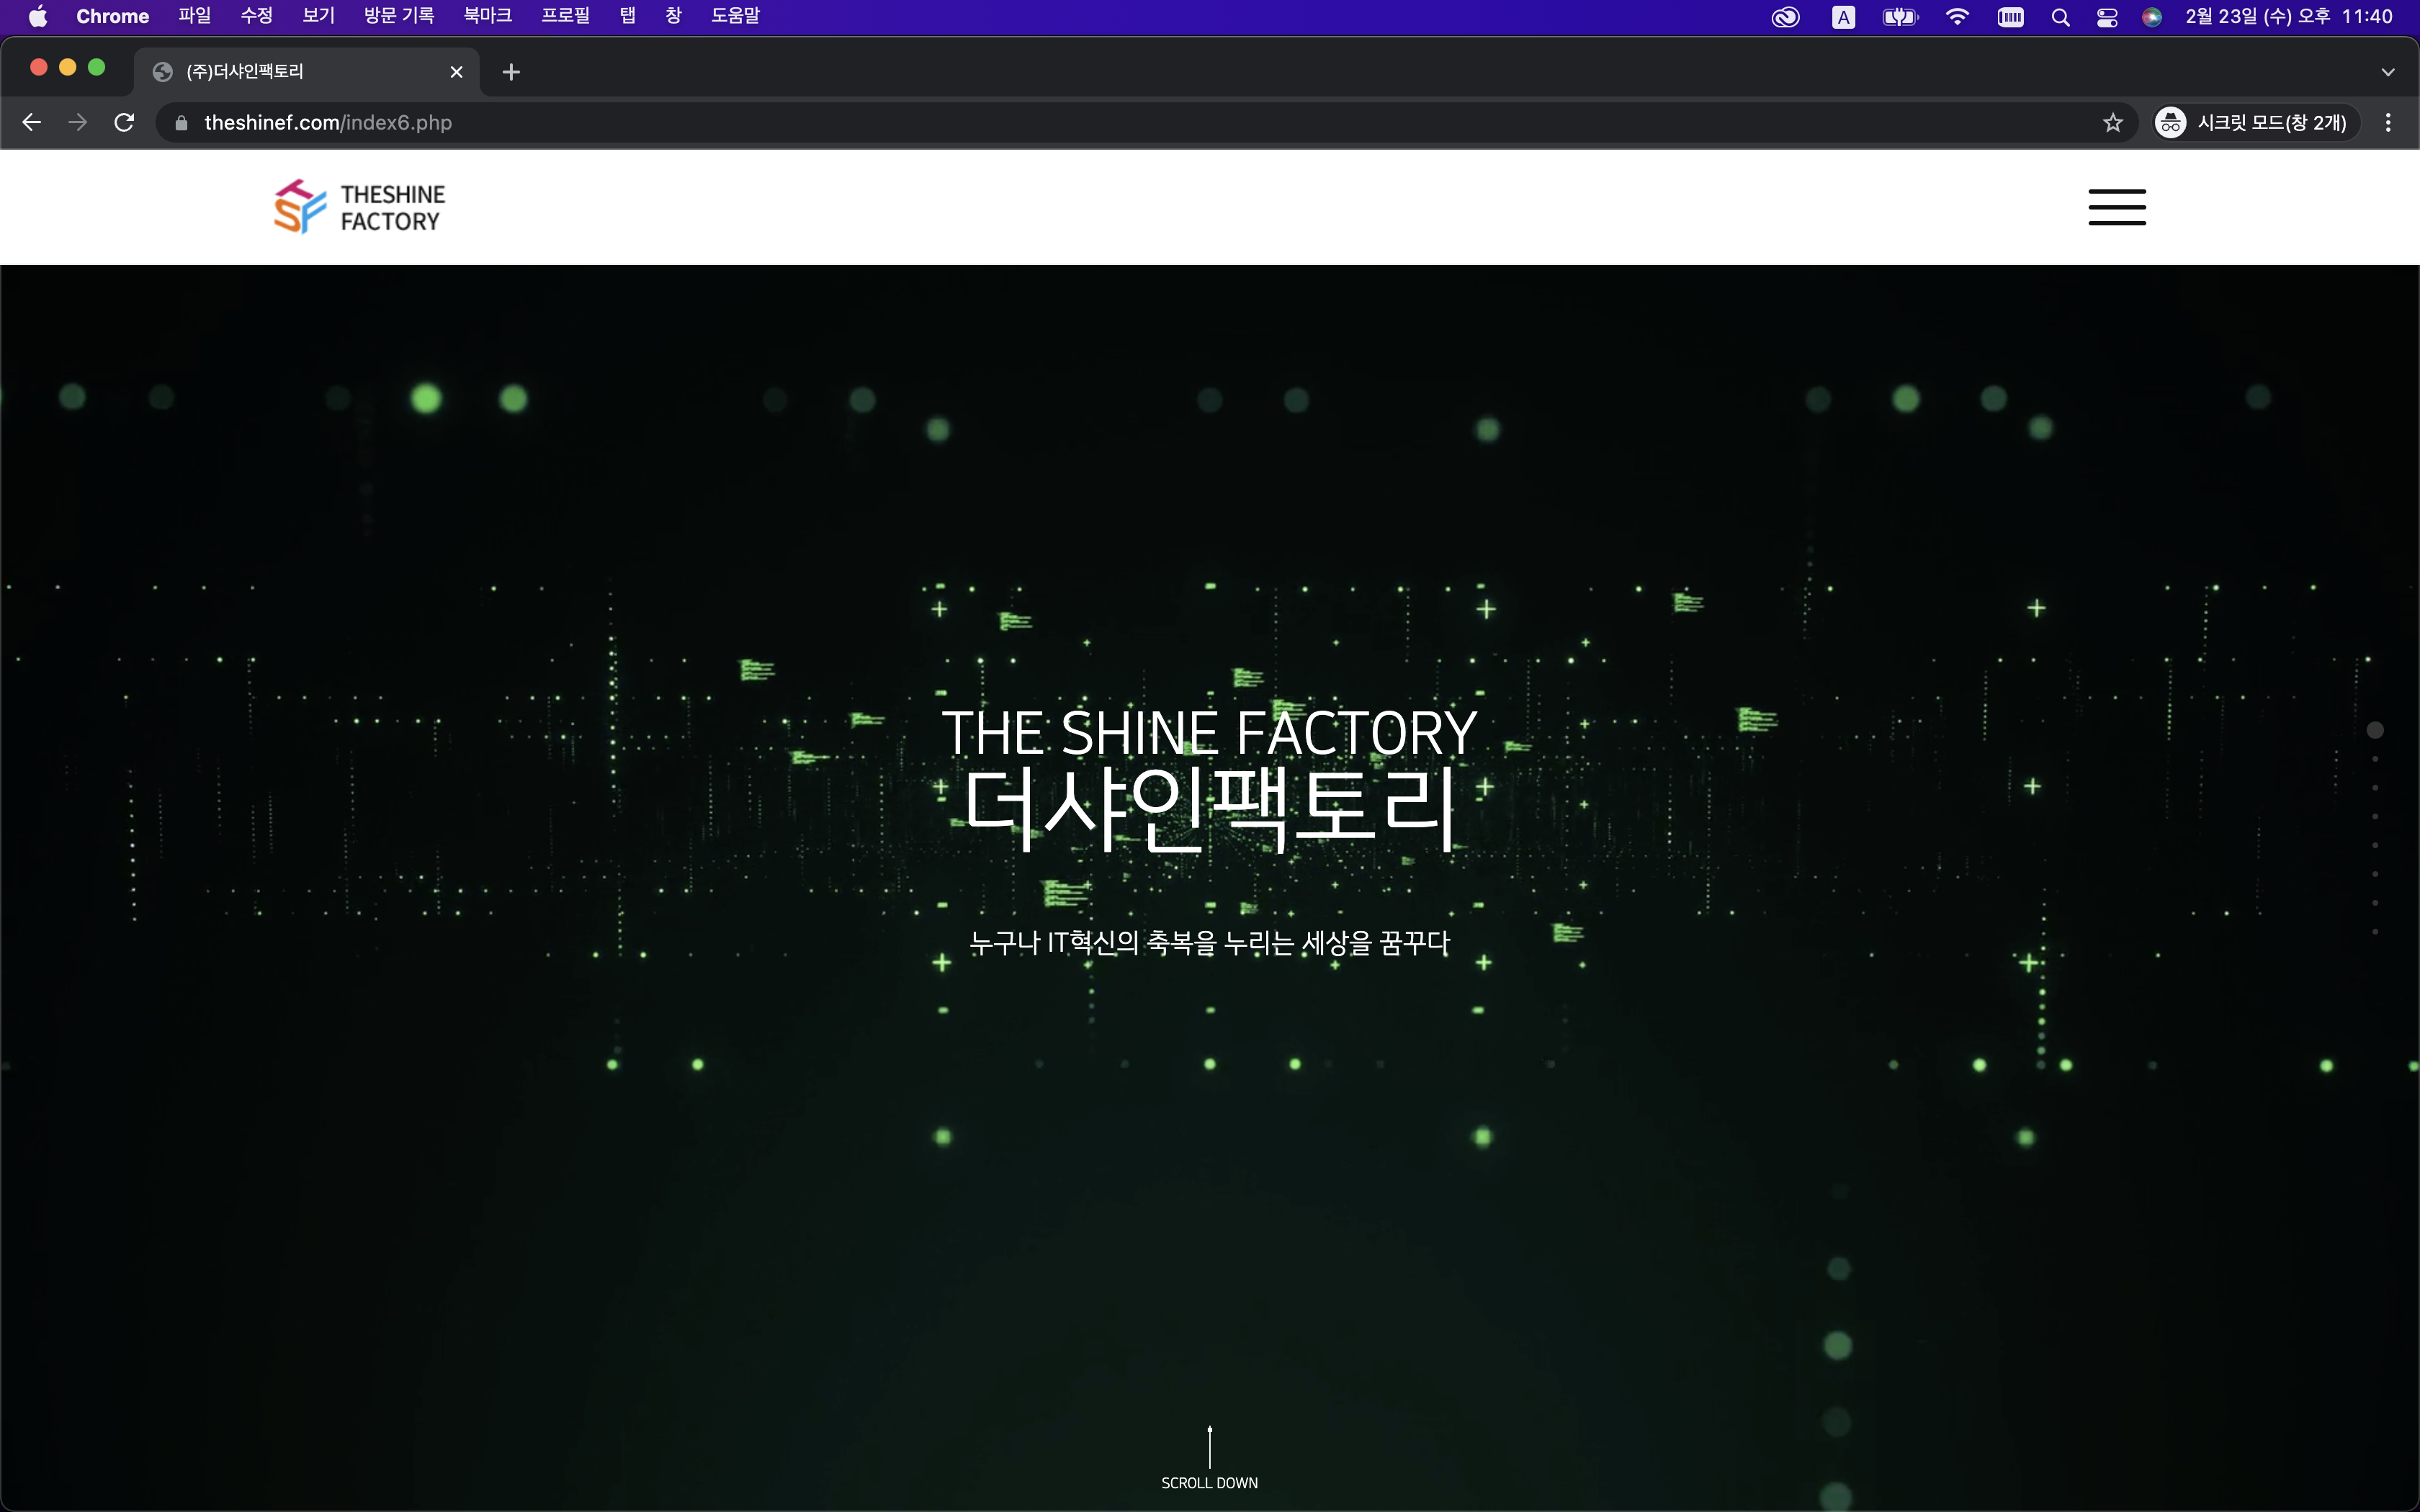 Chrome 파일 수정 보기 방문 기록 북마크 프로필 탭 창 도움말 A 2월 23일 (수) 오후 11:40
(주)더샤인팩토리
theshinef.com/index6.php 시크릿 모드(창 2개)
TSF
THESHINE
FACTORY
THE SHINE FACTORY
더샤인팩토리
누구나 IT혁신의 축복을 누리는 세상을 꿈꾸다
SCROLL DOWN